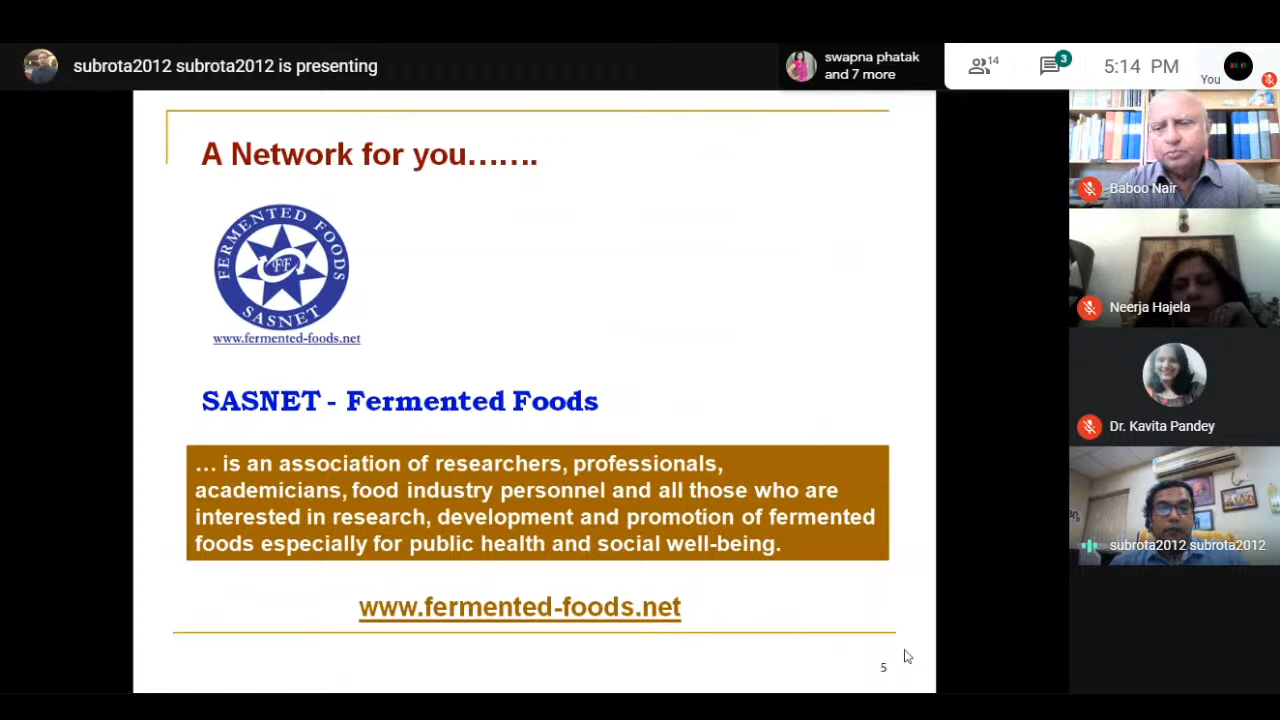 subrota2012 subrota2012 is presenting
swapna phatak
and 7 more
14
3
5:14 PM
You
A Network for you…….
FERMENTED FOODS
FF
SASNET
www.fermented-foods.net
SASNET - Fermented Foods
… is an association of researchers, professionals,
academicians, food industry personnel and all those who are
interested in research, development and promotion of fermented
foods especially for public health and social well-being.
www.fermented-foods.net
5
Baboo Nair
Neerja Hajela
Dr. Kavita Pandey
subrota2012 subrota2012